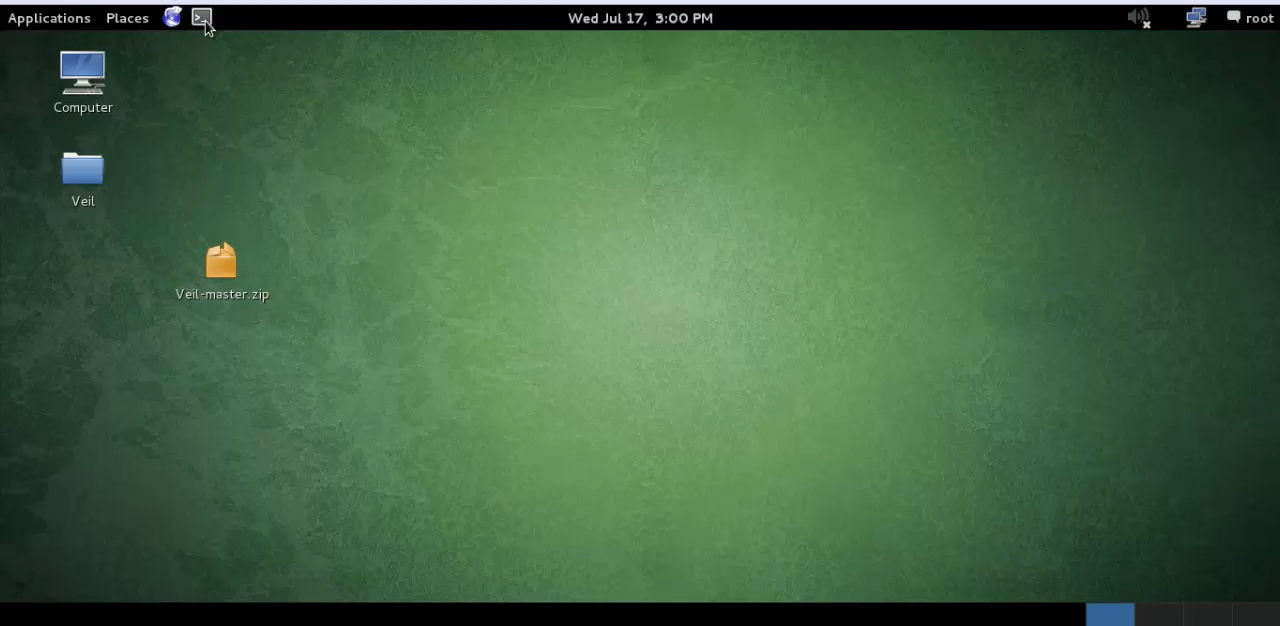 Applications Places Wed Jul 17, 3:00 PM root
Computer
Veil
Veil-master.zip